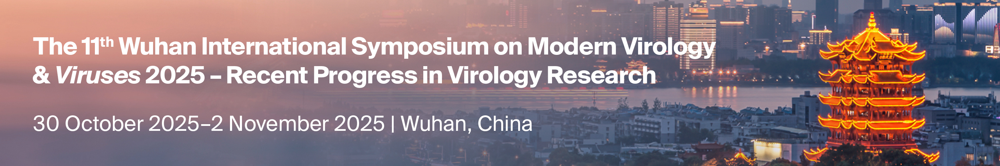 The 11th Wuhan International Symposium on Modern Virology
& Viruses 2025 – Recent Progress in Virology Research
30 October 2025–2 November 2025 | Wuhan, China